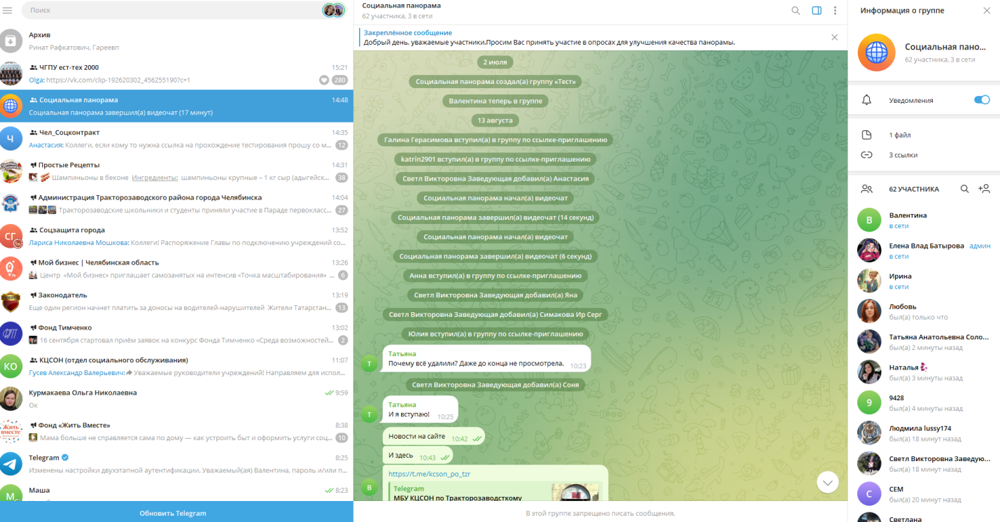 Поиск
Архив
Ринат Рафкатович, Гареевп
ЧГПУ ест-тех 2000 15:21
Olga: https://vk.com/clip-192620302_456255190?c=1 280
Социальная панорама 14:48
Социальная панорама завершил(а) видеочат (17 минут)
Ч
Чел_Соцконтракт 14:35
Анастасия: Коллеги, если кому то нужна ссылка на прохождение тестирования прошу со м... 12
Простые Рецепты 14:31
Шампиньоны в беконе Ингредиенты: шампиньоны крупные – 1 кг сыр (адыгейск... 38
Администрация Тракторозаводского района города Челябинска 14:04
Тракторозаводские школьники и студенты приняли участие в Параде первокласс... 27
СГ
Соцзащита города 13:52
Лариса Николаевна Мошкова: Коллеги! Распоряжение Главы по подключению учреждений со...
Мой бизнес | Челябинская область 13:26
Центр «Мой бизнес» приглашает самозанятых на интенсив «Точка масштабирования» ... 6
Законодатель 13:19
Еще один регион начнет платить за доносы на водителей-нарушителей Жители Татарстан... 13
Фонд Тимченко 13:02
16 сентября стартовал приём заявок на конкурс Фонда Тимченко «Среда возможностей... 2
КО
КЦСОН (отдел социального обслуживания) 11:07
Гусев Александр Валерьевич: Уважаемые руководители учреждений! Направляем для испол...
Курмакаева Ольга Николаевна 9:59
Ок
Жить вместе
Фонд «Жить Вместе» 8:38
Мама больше не справляется сама по дому — как устроить быт и оформить услуги соц... 10
Telegram 8:25
Изменены настройки двухэтапной аутентификации. Уважаемый(ая) Валентина, пароль и/или п...
М
Маша 8:23
Обновить Telegram
Социальная панорама
62 участника, 3 в сети
Закреплённое сообщение
Добрый день, уважаемые участники.Просим Вас принять участие в опросах для улучшения качества панорамы.
2 июля
Социальная панорама создал(а) группу «Тест»
Валентина теперь в группе
13 августа
Галина Герасимова вступил(а) в группу по ссылке-приглашению
katrin2901 вступил(а) в группу по ссылке-приглашению
Светл Викторовна Заведующая добавил(а) Анастасия
Социальная панорама начал(а) видеочат
Социальная панорама завершил(а) видеочат (14 секунд)
Социальная панорама начал(а) видеочат
Социальная панорама завершил(а) видеочат (6 секунд)
Анна вступил(а) в группу по ссылке-приглашению
Светл Викторовна Заведующая добавил(а) Яна
Светл Викторовна Заведующая добавил(а) Симакова Ир Серг
Юлия вступил(а) в группу по ссылке-приглашению
Татьяна
Т
Почему всё удалили? Даже до конца не просмотрела. 10:23
Светл Викторовна Заведующая добавил(а) Соня
Татьяна
Т
И я вступаю! 10:25
Новости на сайте 10:42
И здесь 10:43
https://t.me/kcson_po_tzr
В
Telegram
МБУ КЦСОН по Тракторозаводсткому
В этой группе запрещено писать сообщения.
Информация о группе
Социальная пано...
62 участника, 3 в сети
Уведомления
1 файл
3 ссылки
62 УЧАСТНИКА
В
Валентина
в сети
Елена Влад Батырова админ
в сети
Ирина
в сети
Любовь
был(а) только что
Татьяна Анатольевна Соло...
был(а) 2 минуты назад
Наталья
был(а) 3 минуты назад
9
9428
был(а) 4 минуты назад
Людмила lussy174
был(а) 18 минут назад
Светл Викторовна Заведую...
был(а) 18 минут назад
С
СЕМ
был(а) 20 минут назад
Светлана